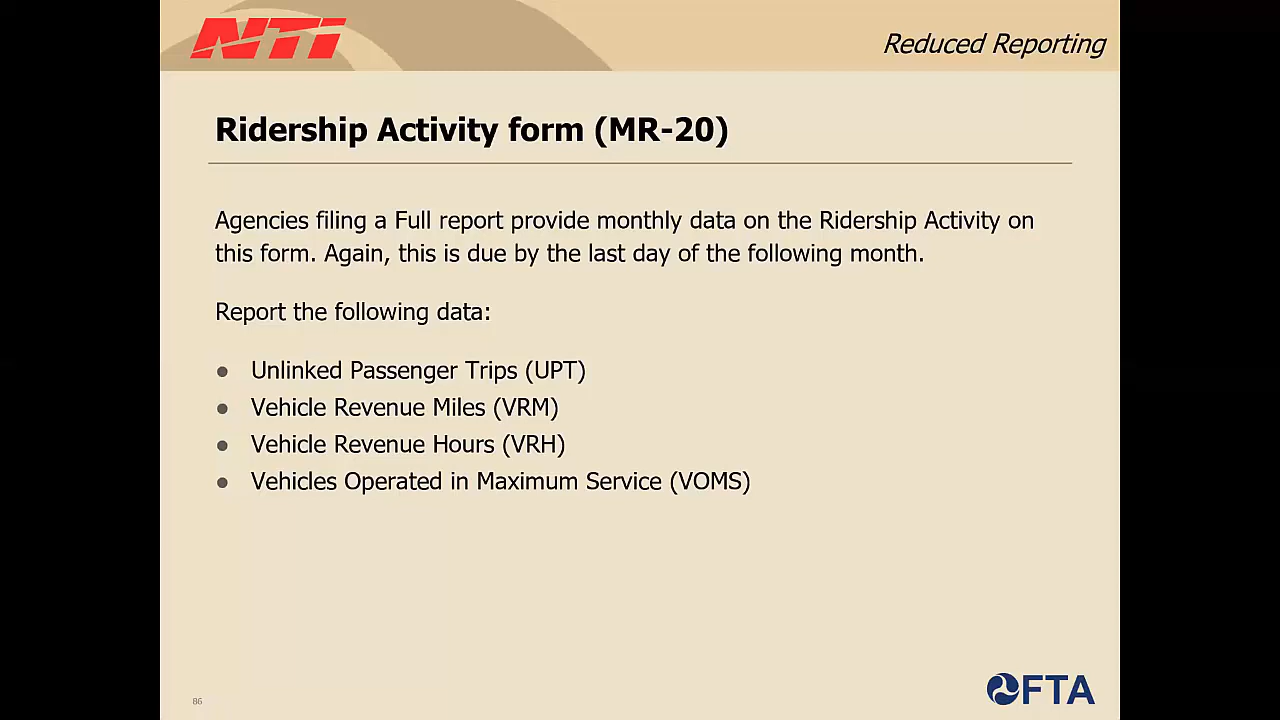 NTI
Reduced Reporting
Ridership Activity form (MR-20)
Agencies filing a Full report provide monthly data on the Ridership Activity on
this form. Again, this is due by the last day of the following month.
Report the following data:
● Unlinked Passenger Trips (UPT)
● Vehicle Revenue Miles (VRM)
● Vehicle Revenue Hours (VRH)
● Vehicles Operated in Maximum Service (VOMS)
86
FTA